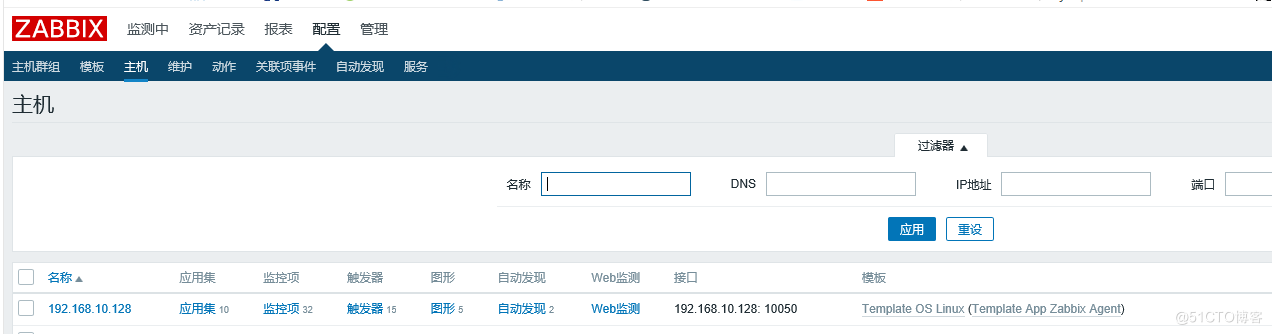 ZABBIX 监测中 资产记录 报表 配置 管理
主机群组 模板 主机 维护 动作 关联项事件 自动发现 服务
主机
过滤器 ▲
名称 DNS IP地址 端口
应用 重设
名称 ▲ 应用集 监控项 触发器 图形 自动发现 Web监测 接口 模板
192.168.10.128 应用集 10 监控项 32 触发器 15 图形 5 自动发现 2 Web监测 192.168.10.128: 10050 Template OS Linux (Template App Zabbix Agent)
@51CTO博客